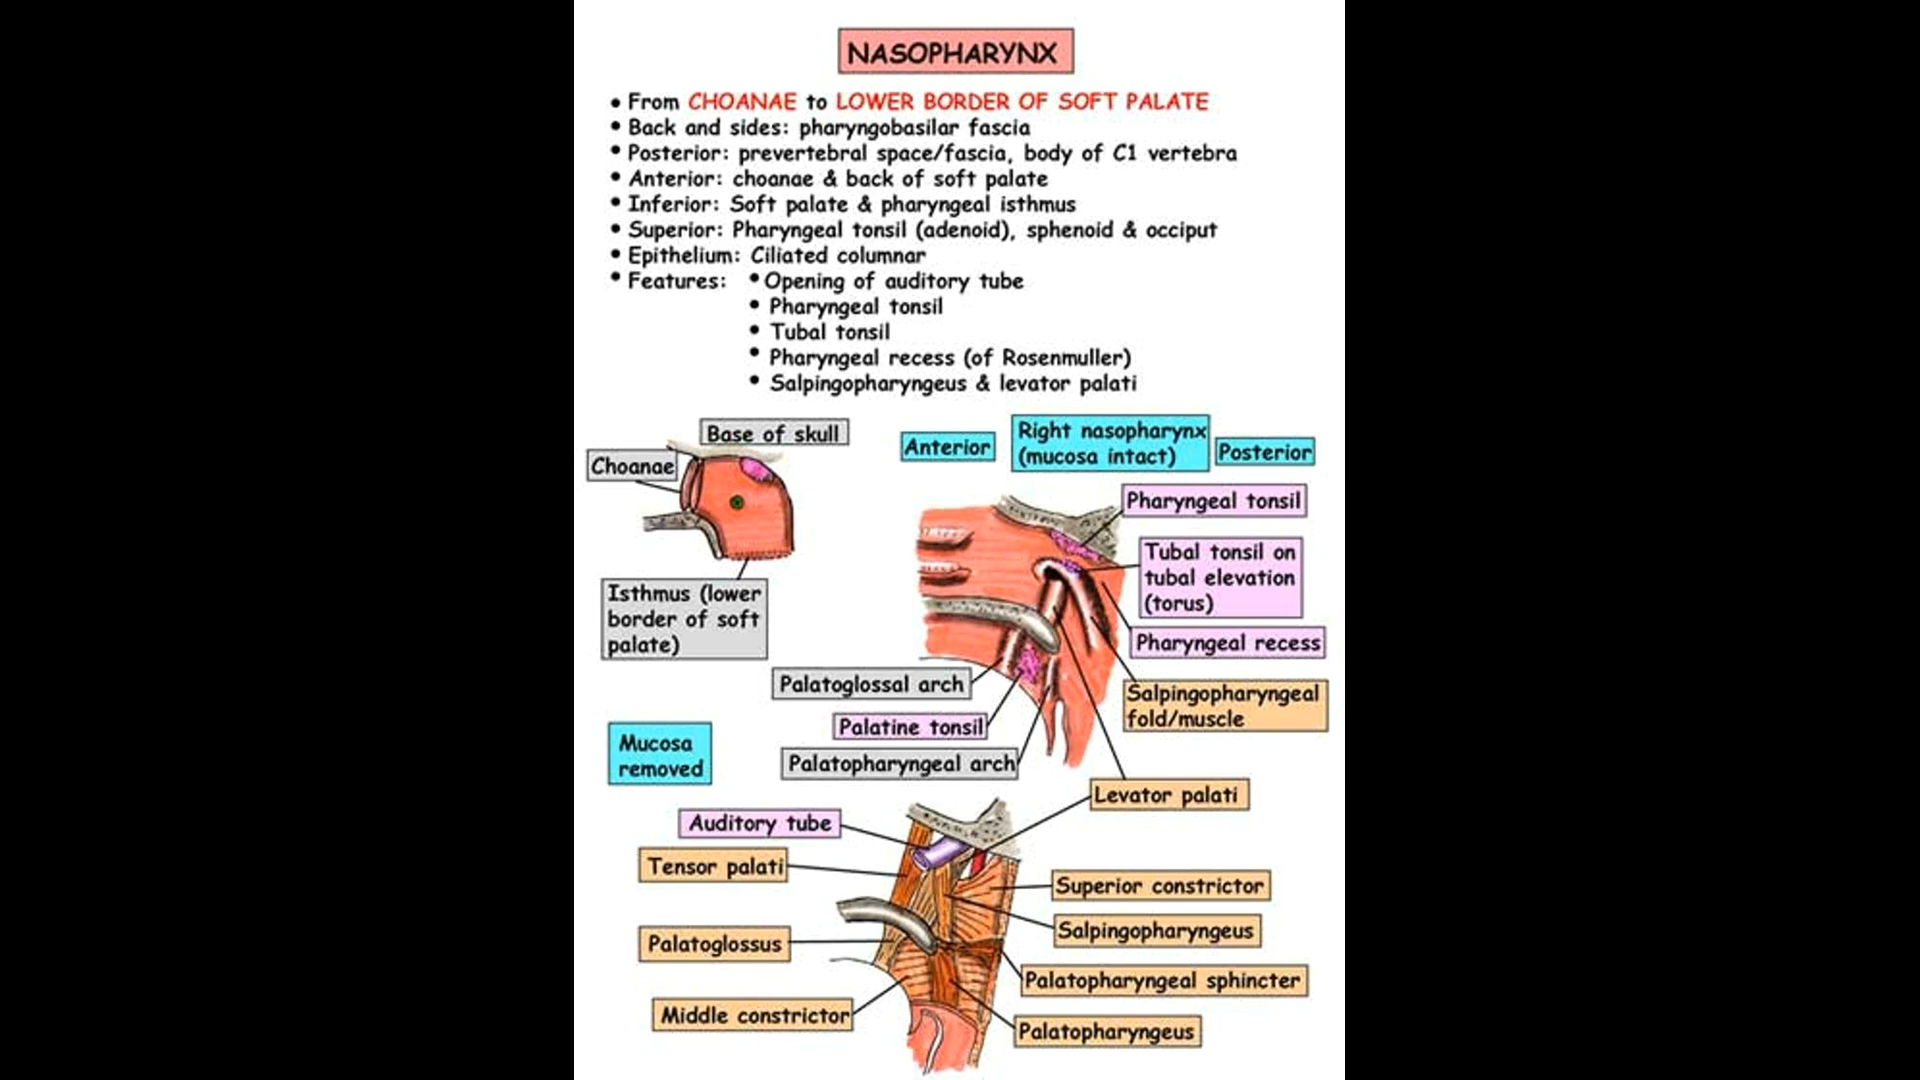 NASOPHARYNX
• From CHOANAE to LOWER BORDER OF SOFT PALATE
• Back and sides: pharyngobasilar fascia
• Posterior: prevertebral space/fascia, body of C1 vertebra
• Anterior: choanae & back of soft palate
• Inferior: Soft palate & pharyngeal isthmus
• Superior: Pharyngeal tonsil (adenoid), sphenoid & occiput
• Epithelium: Ciliated columnar
• Features: • Opening of auditory tube
• Pharyngeal tonsil
• Tubal tonsil
• Pharyngeal recess (of Rosenmuller)
• Salpingopharyngeus & levator palati
Base of skull
Choanae
Isthmus (lower
border of soft
palate)
Anterior
Right nasopharynx
(mucosa intact)
Posterior
Pharyngeal tonsil
Tubal tonsil on
tubal elevation
(torus)
Pharyngeal recess
Salpingopharyngeal
fold/muscle
Palatoglossal arch
Palatine tonsil
Palatopharyngeal arch
Mucosa
removed
Levator palati
Auditory tube
Tensor palati
Palatoglossus
Middle constrictor
Superior constrictor
Salpingopharyngeus
Palatopharyngeal sphincter
Palatopharyngeus